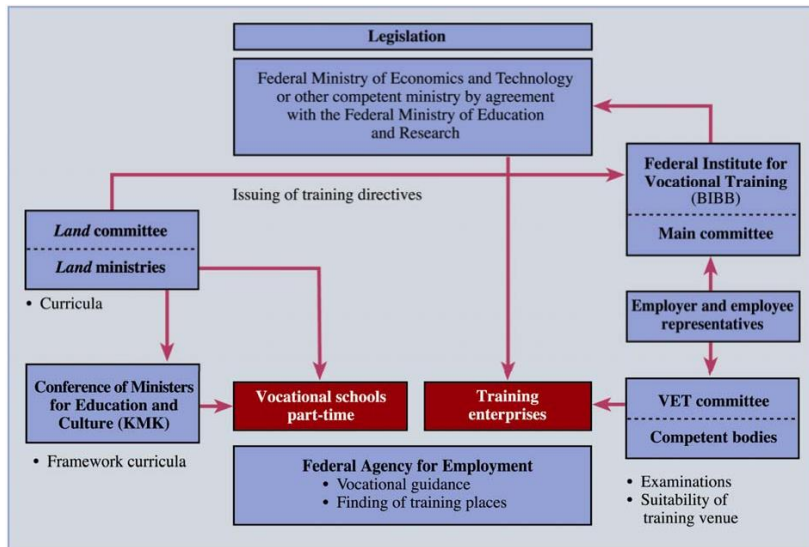 Legislation
Federal Ministry of Economics and Technology
or other competent ministry by agreement
with the Federal Ministry of Education
and Research
Federal Institute for
Vocational Training
(BIBB)
Main committee
Issuing of training directives
Land committee
Land ministries
• Curricula
Employer and employee
representatives
Conference of Ministers
for Education and
Culture (KMK)
• Framework curricula
Vocational schools
part-time
Training
enterprises
VET committee
Competent bodies
• Examinations
• Suitability of
training venue
Federal Agency for Employment
• Vocational guidance
• Finding of training places